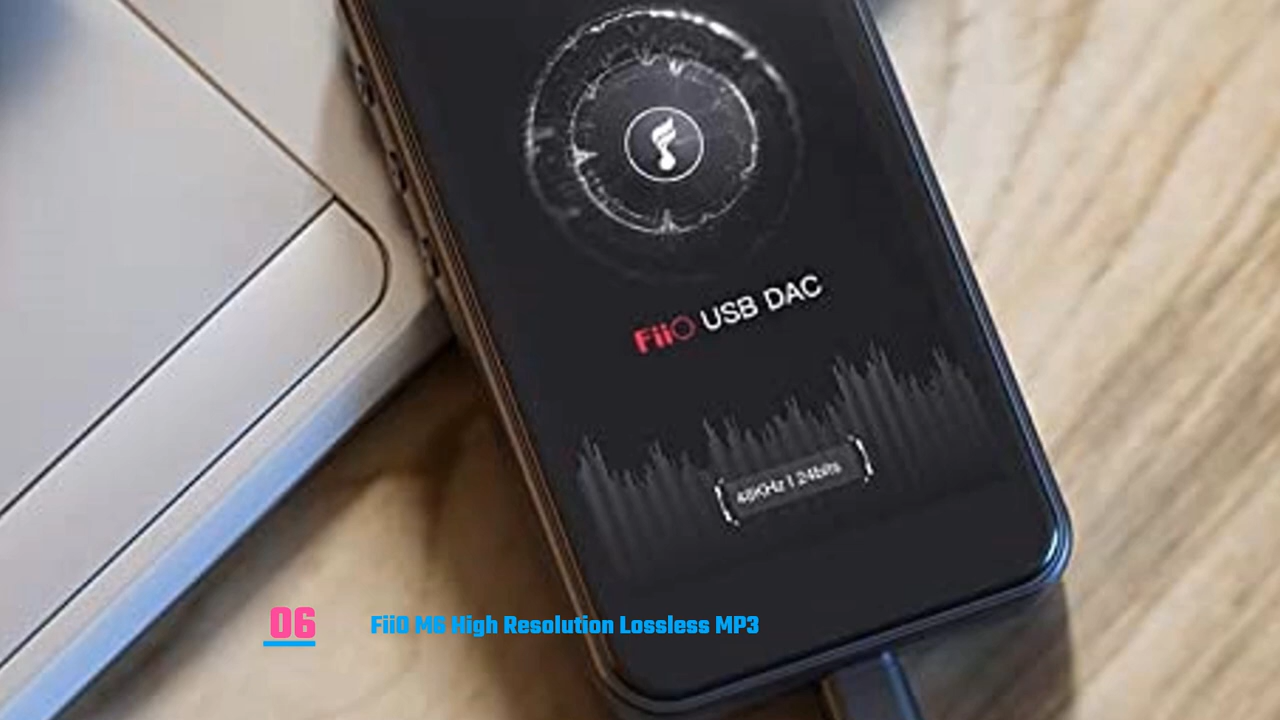 FiiO USB DAC
48KHz | 24bits
06
FiiO M6 High Resolution Lossless MP3